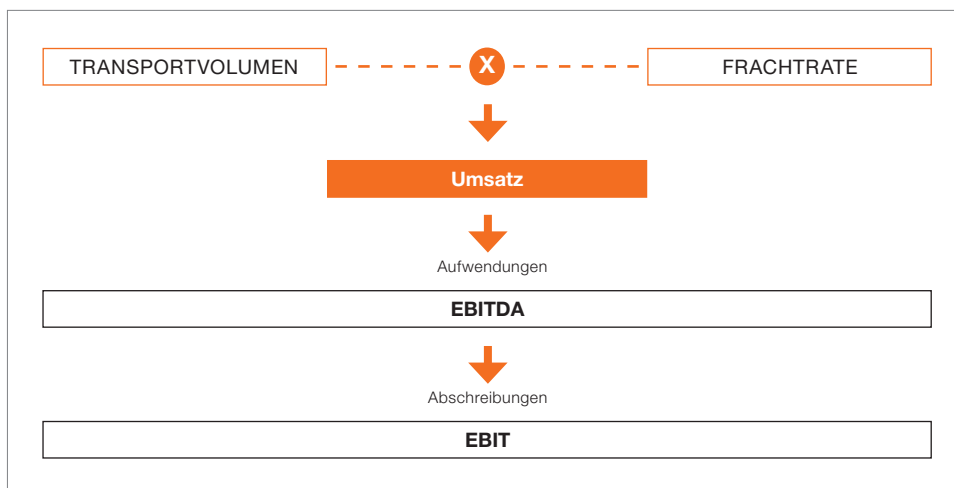 TRANSPORTVOLUMEN X FRACHTRATE
Umsatz
Aufwendungen
EBITDA
Abschreibungen
EBIT